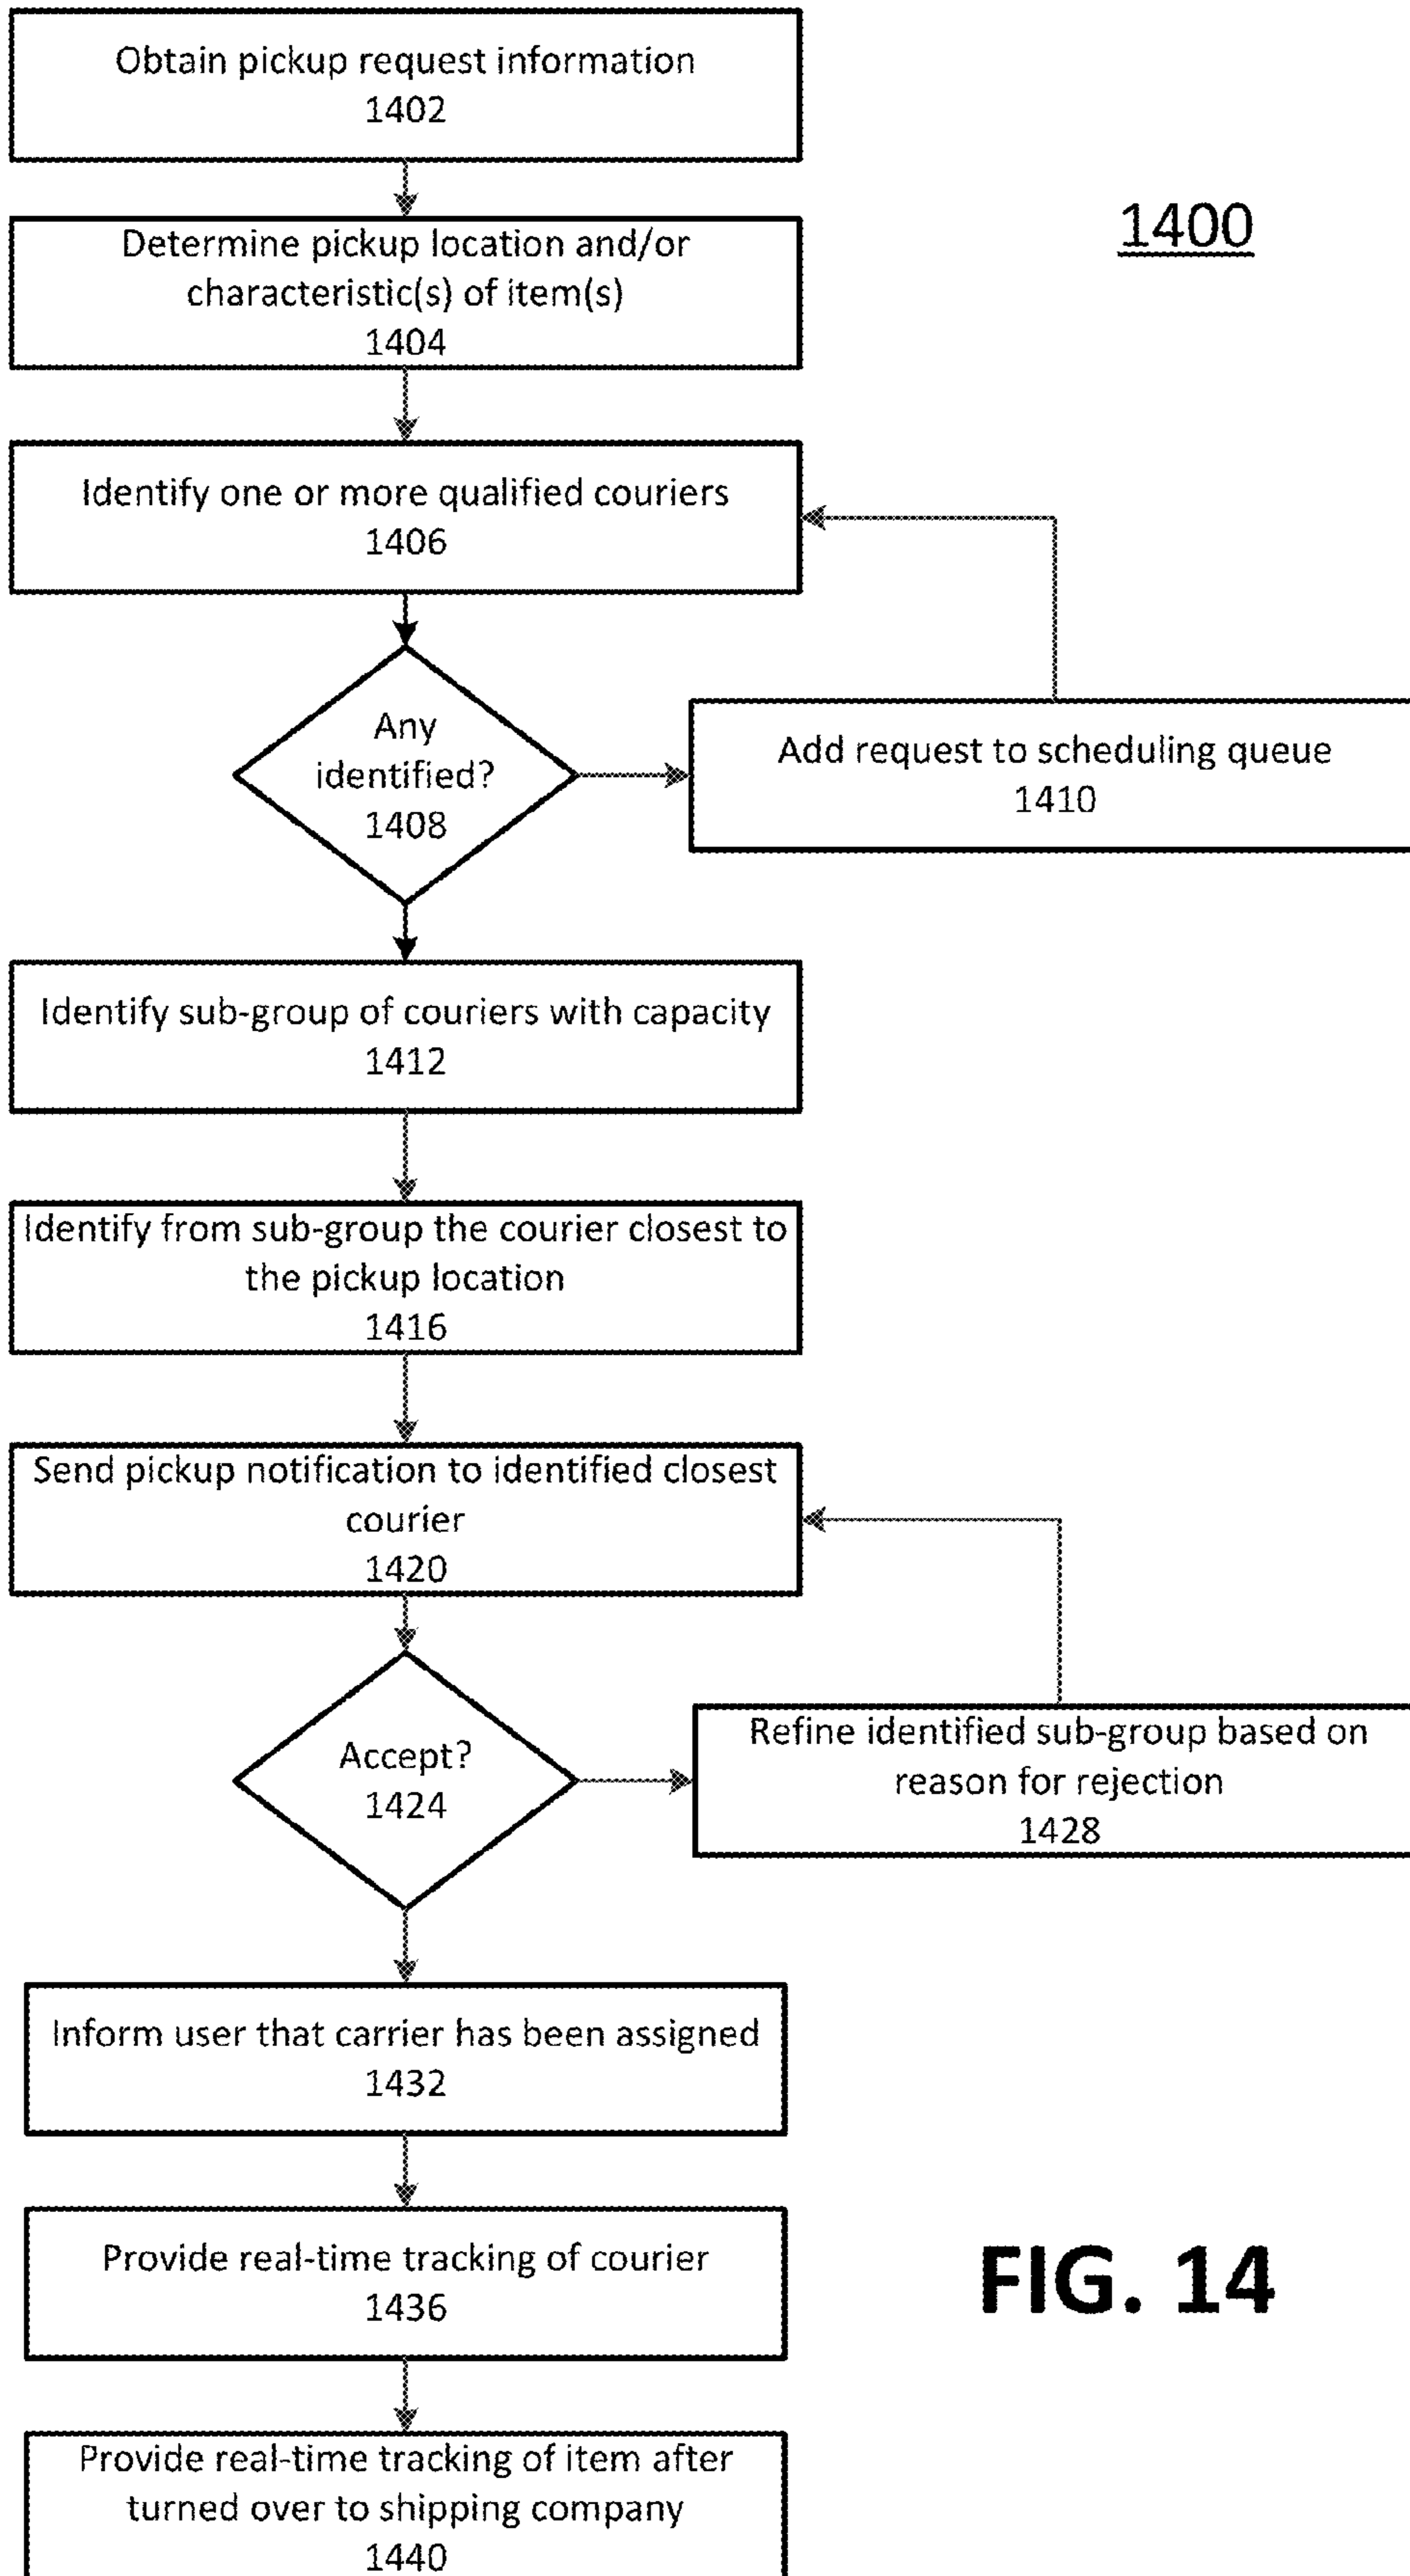 Obtain pickup request information
1402
1400
Determine pickup location and/or
characteristic(s) of item(s)
1404
Identify one or more qualified couriers
1406
Any
identified?
1408
Add request to scheduling queue
1410
Identify sub-group of couriers with capacity
1412
Identify from sub-group the courier closest to
the pickup location
1416
Send pickup notification to identified closest
courier
1420
Accept?
1424
Refine identified sub-group based on
reason for rejection
1428
Inform user that carrier has been assigned
1432
Provide real-time tracking of courier
1436
FIG. 14
Provide real-time tracking of item after
turned over to shipping company
1440